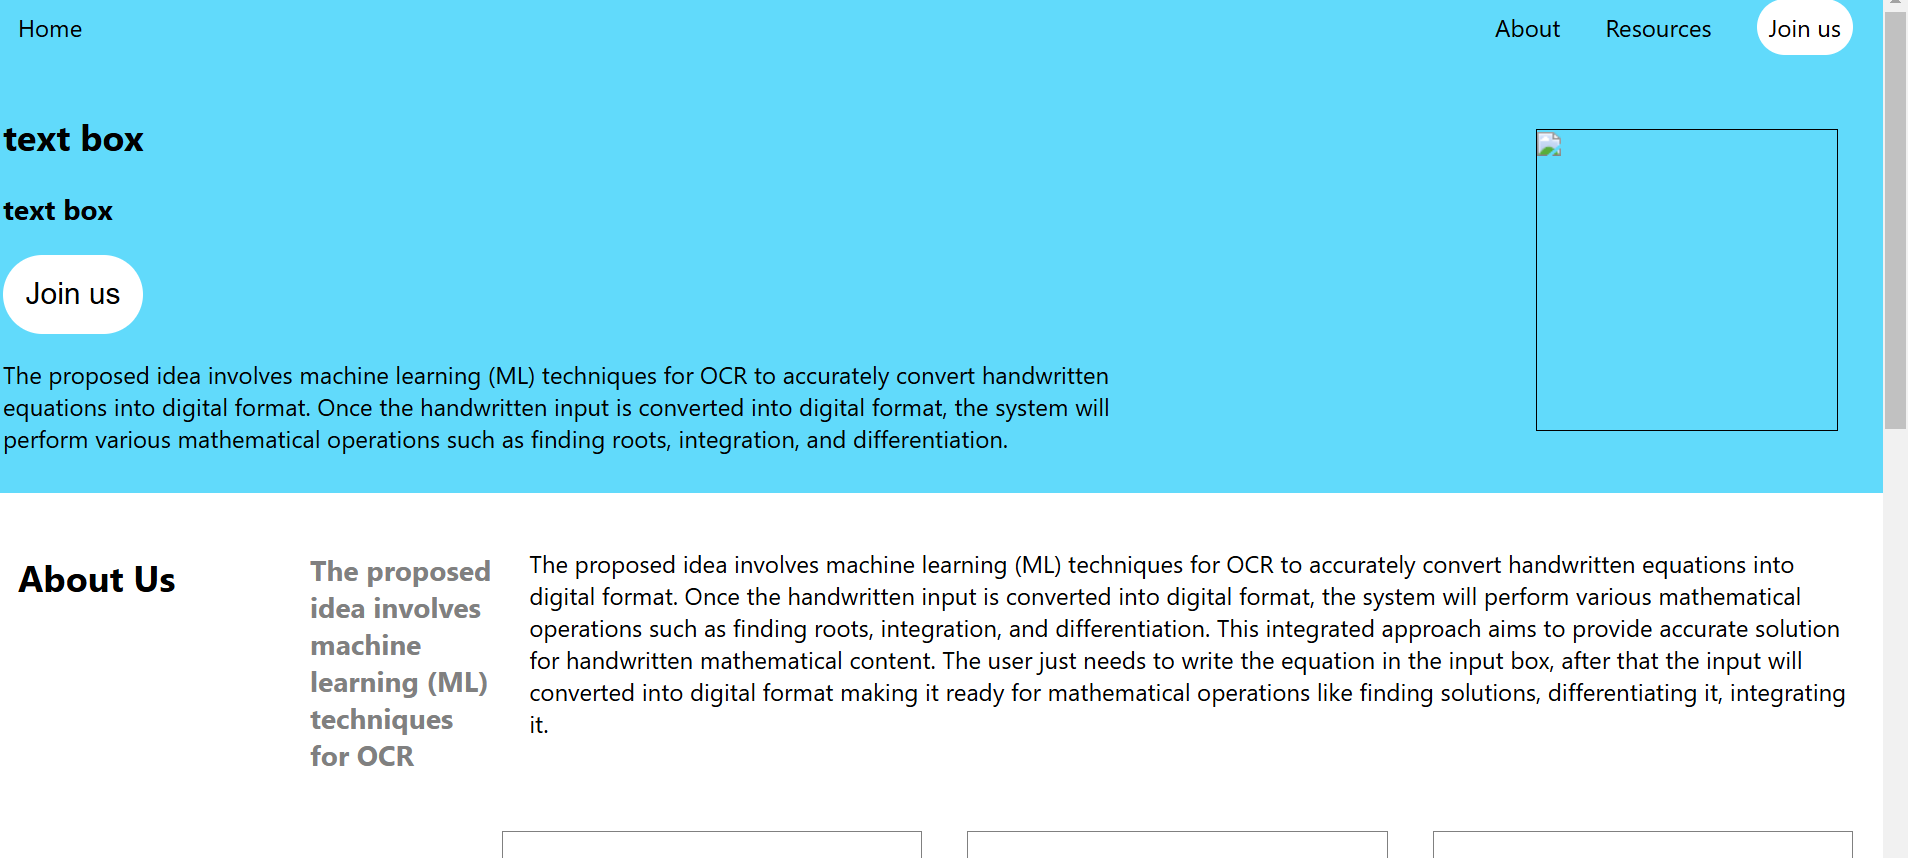 Home
About
Resources
Join us
text box
text box
Join us
The proposed idea involves machine learning (ML) techniques for OCR to accurately convert handwritten
equations into digital format. Once the handwritten input is converted into digital format, the system will
perform various mathematical operations such as finding roots, integration, and differentiation.
About Us
The proposed
idea involves
machine
learning (ML)
techniques
for OCR
The proposed idea involves machine learning (ML) techniques for OCR to accurately convert handwritten equations into
digital format. Once the handwritten input is converted into digital format, the system will perform various mathematical
operations such as finding roots, integration, and differentiation. This integrated approach aims to provide accurate solution
for handwritten mathematical content. The user just needs to write the equation in the input box, after that the input will
converted into digital format making it ready for mathematical operations like finding solutions, differentiating it, integrating
it.